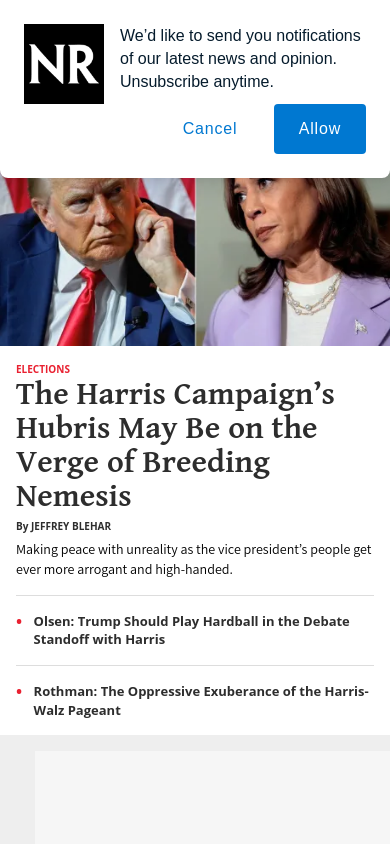 NR
We’d like to send you notifications
of our latest news and opinion.
Unsubscribe anytime.
Cancel
Allow
ELECTIONS
The Harris Campaign’s
Hubris May Be on the
Verge of Breeding
Nemesis
By JEFFREY BLEHAR
Making peace with unreality as the vice president’s people get
ever more arrogant and high-handed.
• Olsen: Trump Should Play Hardball in the Debate
Standoff with Harris
• Rothman: The Oppressive Exuberance of the Harris-
Walz Pageant